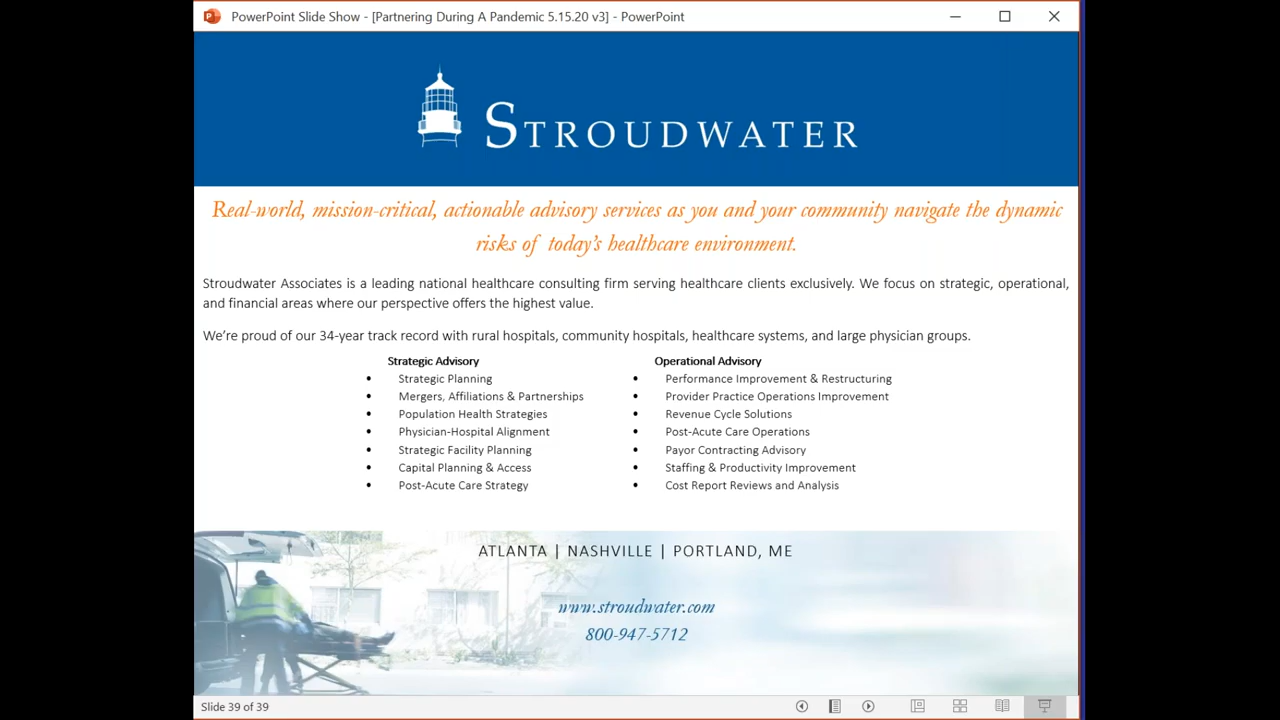 PowerPoint Slide Show - [Partnering During A Pandemic 5.15.20 v3] - PowerPoint
STROUDWATER
Real-world, mission-critical, actionable advisory services as you and your community navigate the dynamic
risks of today's healthcare environment.
Stroudwater Associates is a leading national healthcare consulting firm serving healthcare clients exclusively. We focus on strategic, operational,
and financial areas where our perspective offers the highest value.
We're proud of our 34-year track record with rural hospitals, community hospitals, healthcare systems, and large physician groups.
Strategic Advisory
• Strategic Planning
• Mergers, Affiliations & Partnerships
• Population Health Strategies
• Physician-Hospital Alignment
• Strategic Facility Planning
• Capital Planning & Access
• Post-Acute Care Strategy
Operational Advisory
• Performance Improvement & Restructuring
• Provider Practice Operations Improvement
• Revenue Cycle Solutions
• Post-Acute Care Operations
• Payor Contracting Advisory
• Staffing & Productivity Improvement
• Cost Report Reviews and Analysis
ATLANTA | NASHVILLE | PORTLAND, ME
www.stroudwater.com
800-947-5712
Slide 39 of 39